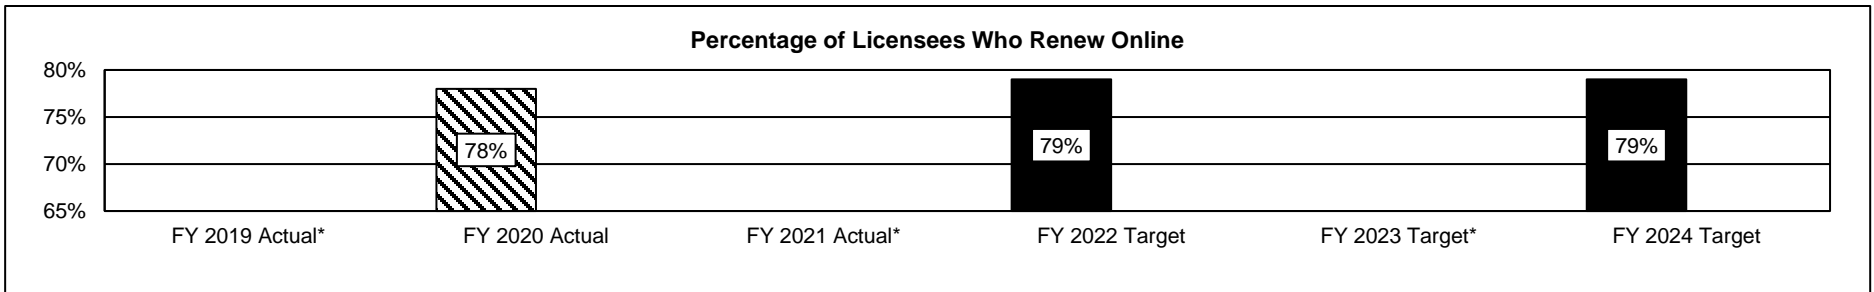 Percentage of Licensees Who Renew Online
80%
75%
70%
65%
78%
79%
79%
FY 2019 Actual*
FY 2020 Actual
FY 2021 Actual*
FY 2022 Target
FY 2023 Target*
FY 2024 Target